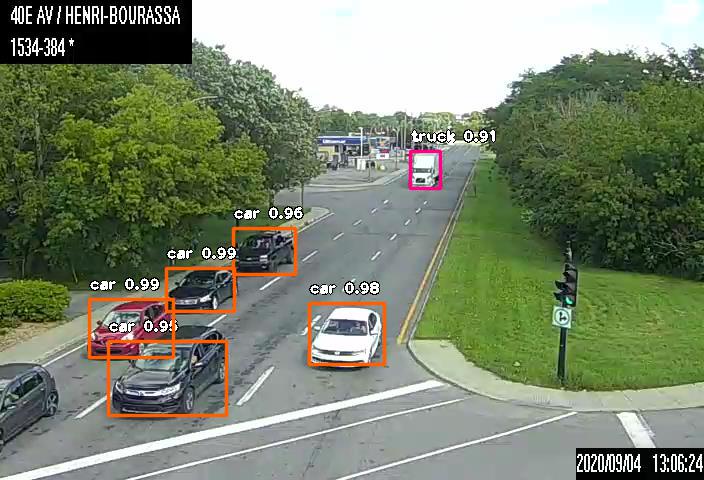 40E AV / HENRI-BOURASSA
1534-384 *
truck 0.91
car 0.96
car 0.99
car 0.99
car 0.98
car 0.95
2020/09/04 13:06:24